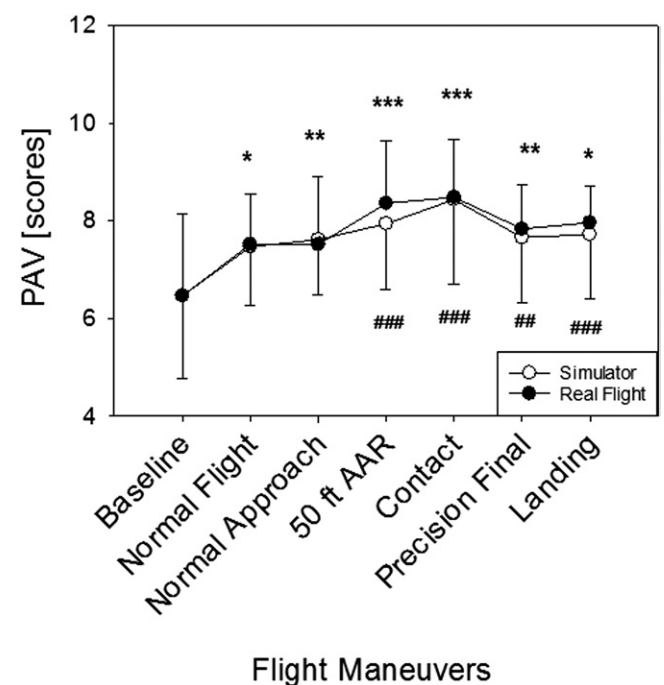 12
10
8
6
4
PAV [scores]
* ** *** *** ** *
### ### ## ###
Simulator
Real Flight
Baseline
Normal Flight
Normal Approach
50 ft AAR
Contact
Precision Final
Landing
Flight Maneuvers